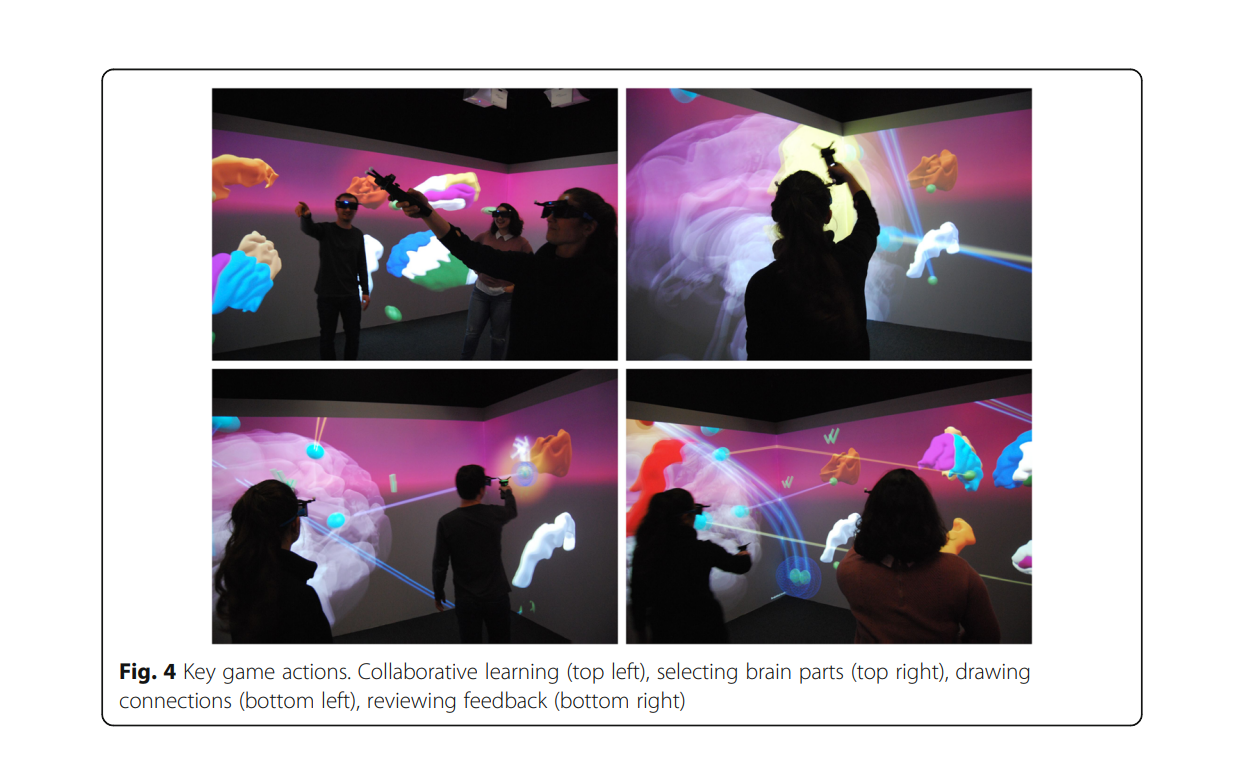 Fig. 4 Key game actions. Collaborative learning (top left), selecting brain parts (top right), drawing
connections (bottom left), reviewing feedback (bottom right)